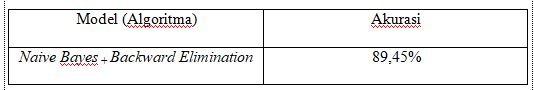 Model (Algoritma) Akurasi
Naive Bayes + Backward Elimination 89,45%